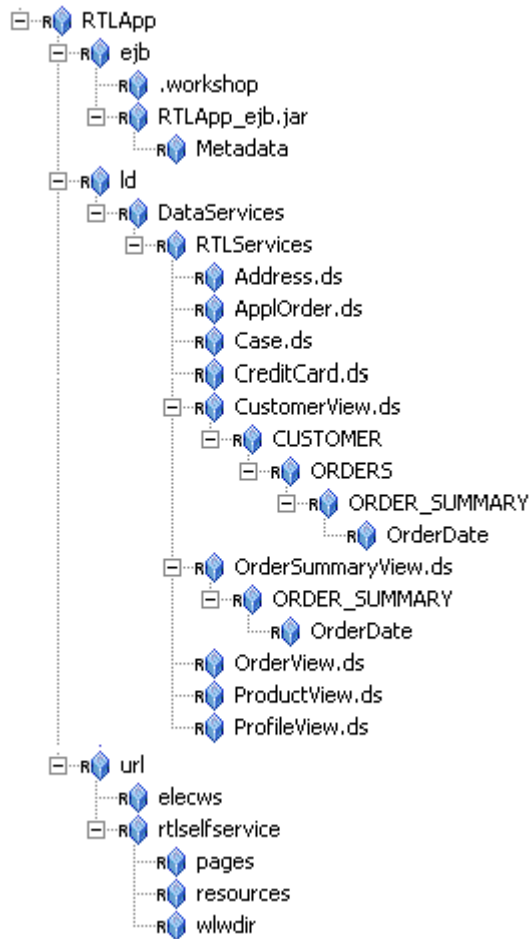 RTLApp
ejb
.workshop
RTLApp_ejb.jar
Metadata
ld
DataServices
RTLServices
Address.ds
ApplOrder.ds
Case.ds
CreditCard.ds
CustomerView.ds
CUSTOMER
ORDERS
ORDER_SUMMARY
OrderDate
OrderSummaryView.ds
ORDER_SUMMARY
OrderDate
OrderView.ds
ProductView.ds
ProfileView.ds
url
elecws
rtlselfservice
pages
resources
wlwdir